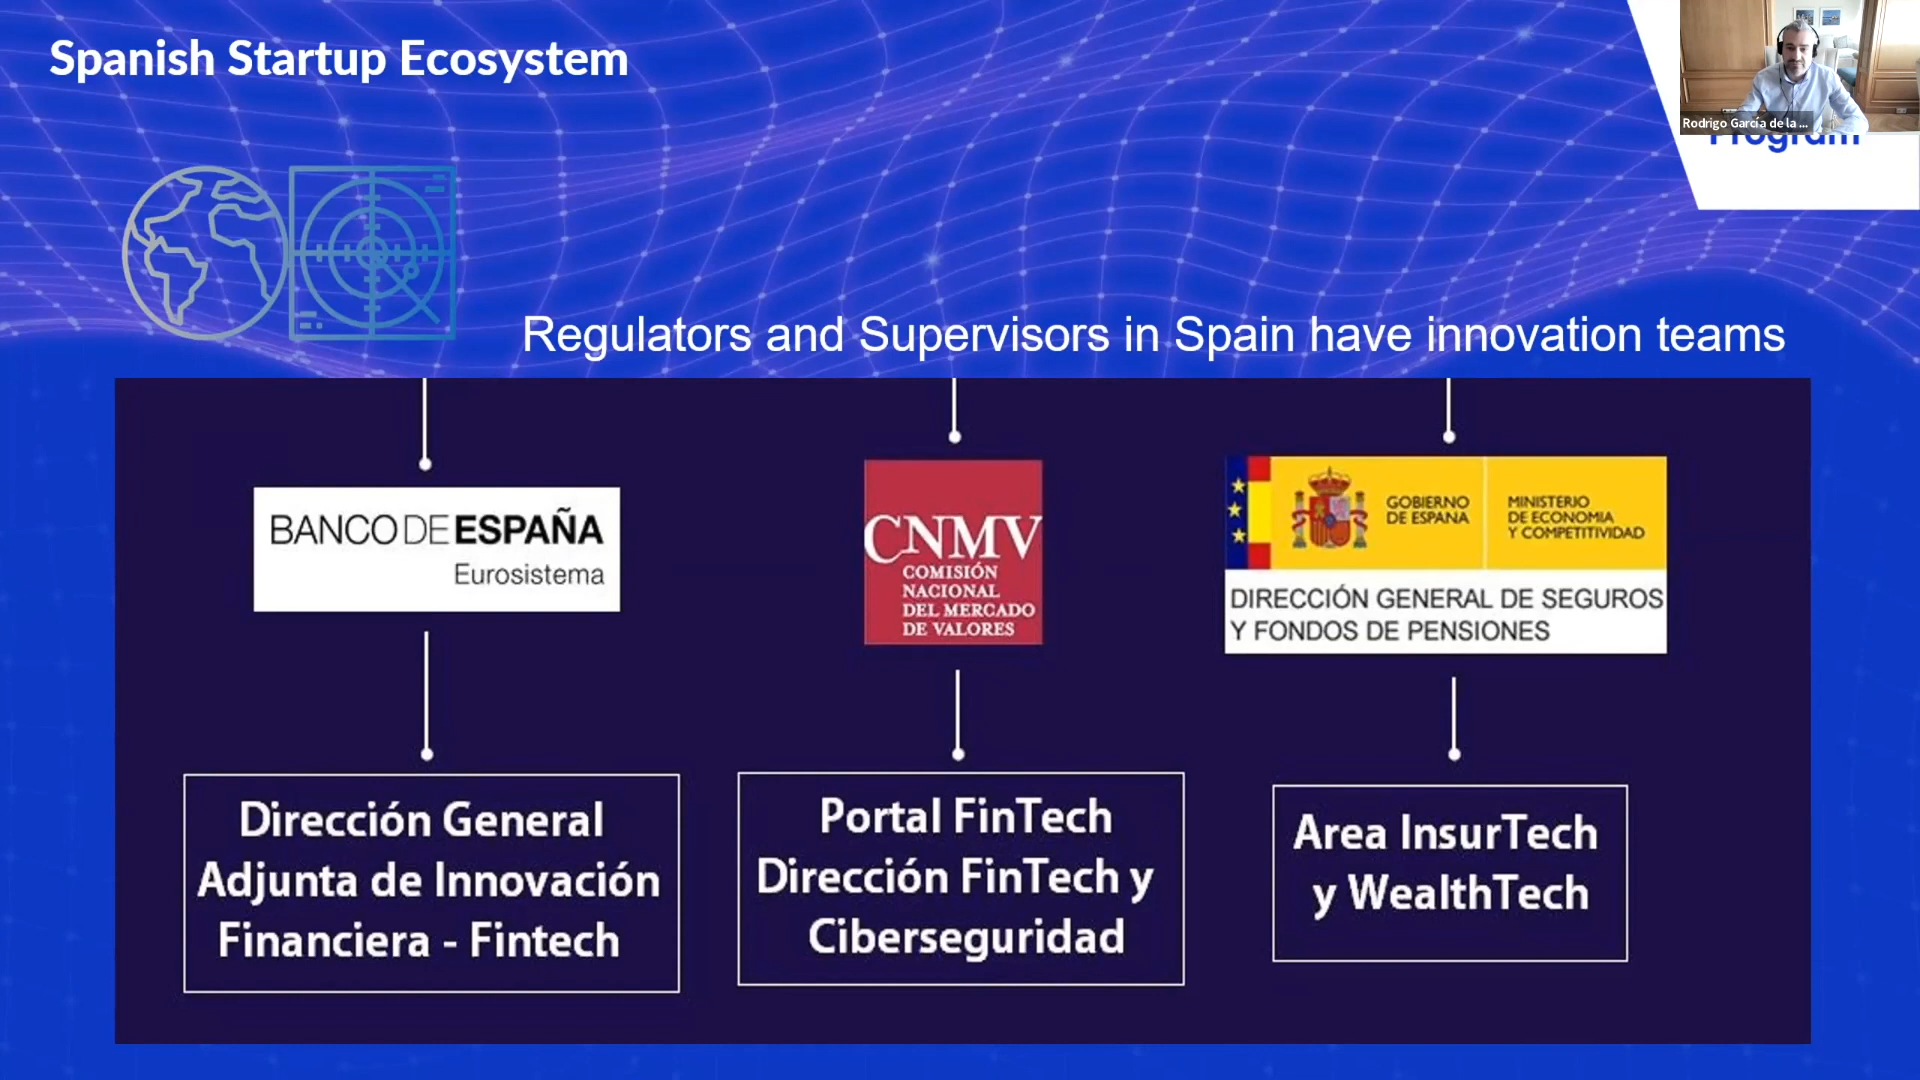 Spanish Startup Ecosystem
Rodrigo García de la ...
Program
Regulators and Supervisors in Spain have innovation teams
BANCO DE ESPAÑA
Eurosistema
CNMV
COMISIÓN
NACIONAL
DEL MERCADO
DE VALORES
GOBIERNO
DE ESPAÑA
MINISTERIO
DE ECONOMIA
Y COMPETITIVIDAD
DIRECCIÓN GENERAL DE SEGUROS
Y FONDOS DE PENSIONES
Dirección General
Adjunta de Innovación
Financiera - Fintech
Portal FinTech
Dirección FinTech y
Ciberseguridad
Area InsurTech
y WealthTech